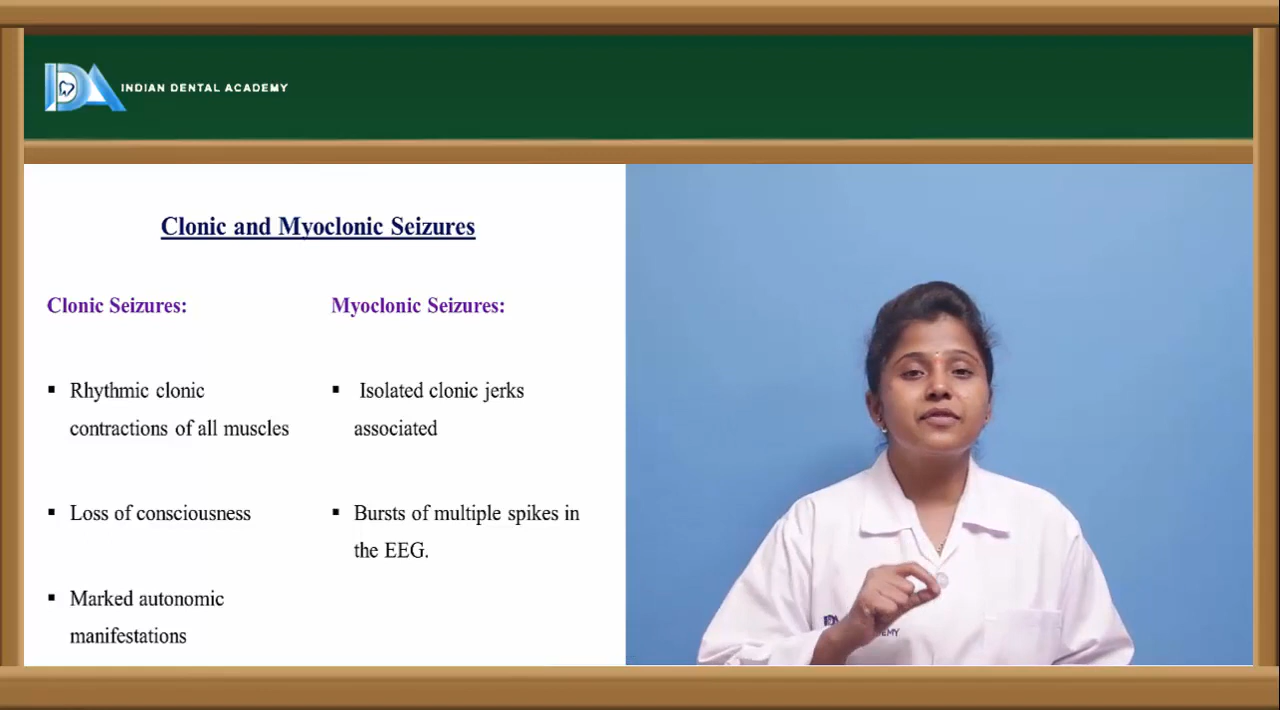 INDIAN DENTAL ACADEMY
Clonic and Myoclonic Seizures
Clonic Seizures:
▪ Rhythmic clonic
contractions of all muscles
▪ Loss of consciousness
▪ Marked autonomic
manifestations
Myoclonic Seizures:
▪ Isolated clonic jerks
associated
▪ Bursts of multiple spikes in
the EEG.